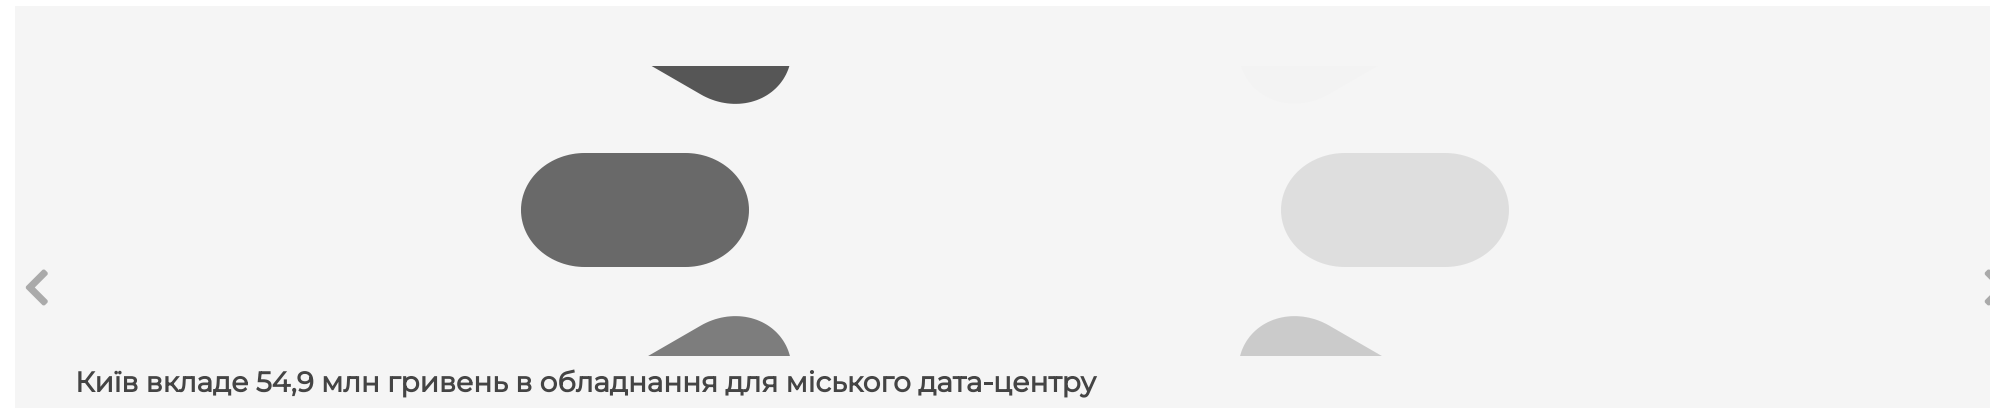 Київ вкладе 54,9 млн гривень в обладнання для міського дата-центру